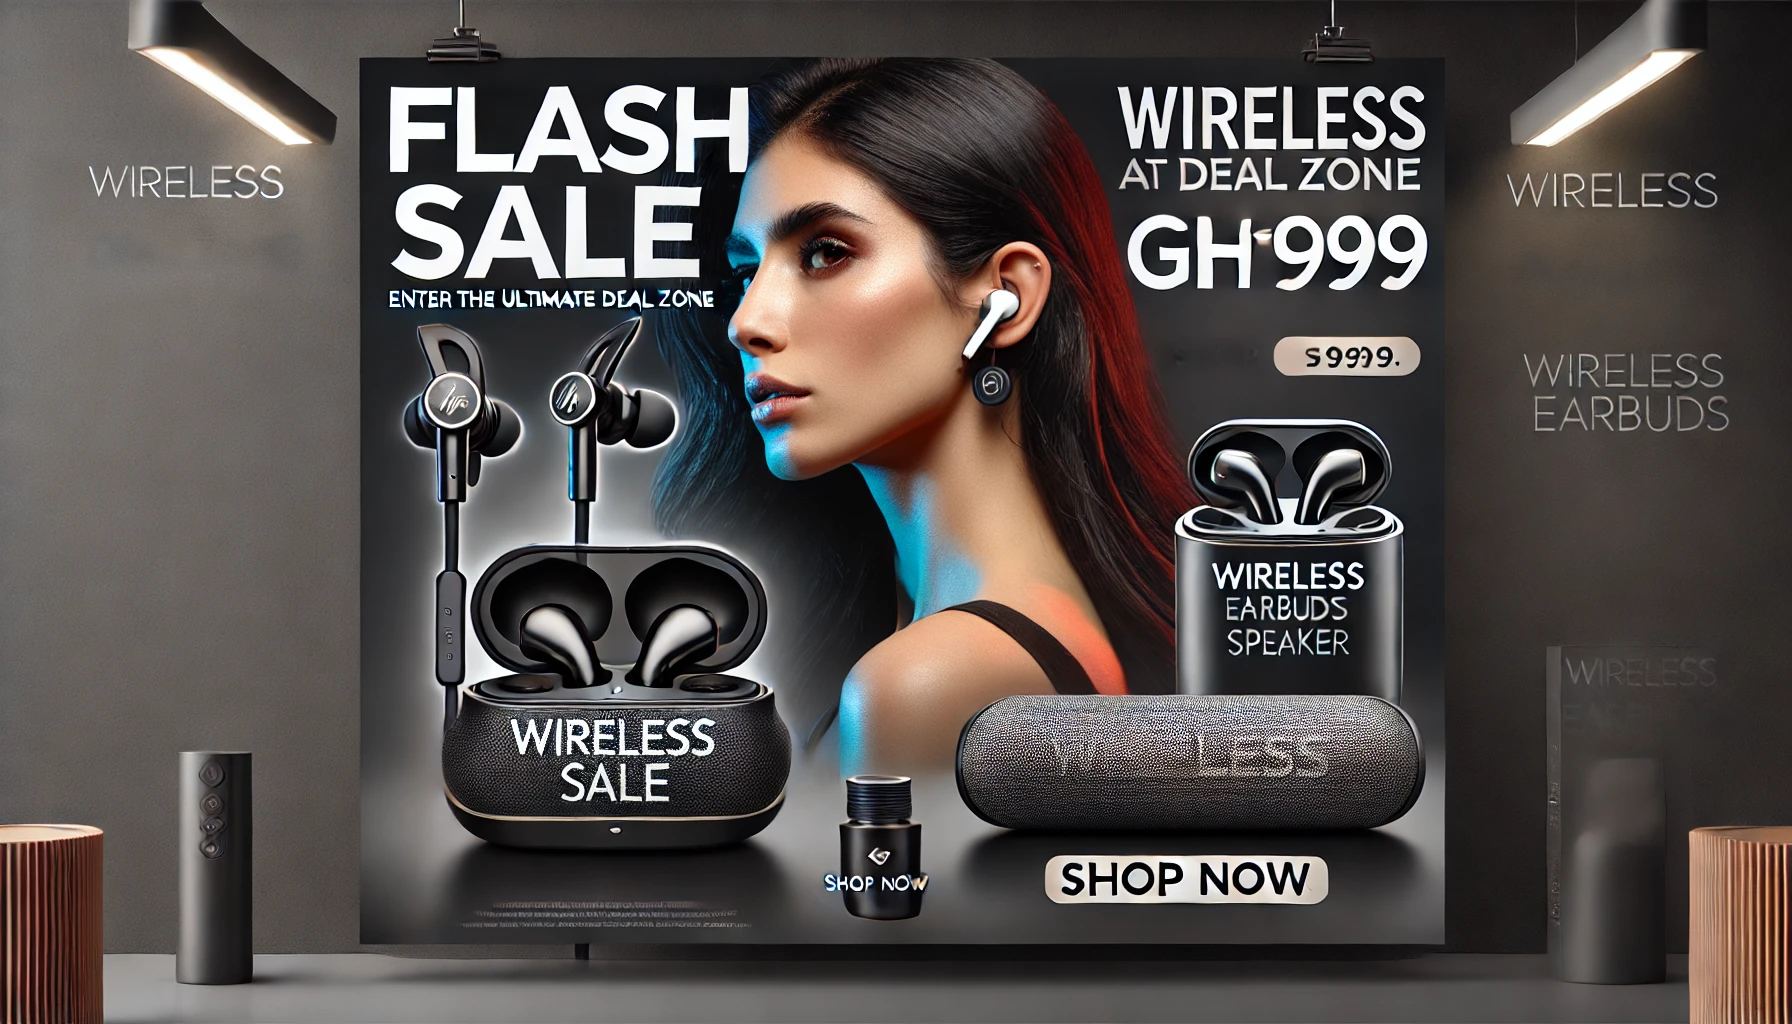 FLASH
SALE
ENTER THE ULTIMATE DEAL ZONE
WIRELESS
AT DEAL ZONE
GH 999
WIRELESS
WIRELESS
WIRELESS
EARBUDS
WIRELESS
EARBUDS
SPEAKER
WIRELESS
WIRELESS
SALE
LESS
SHOP NOW
SHOP NOW